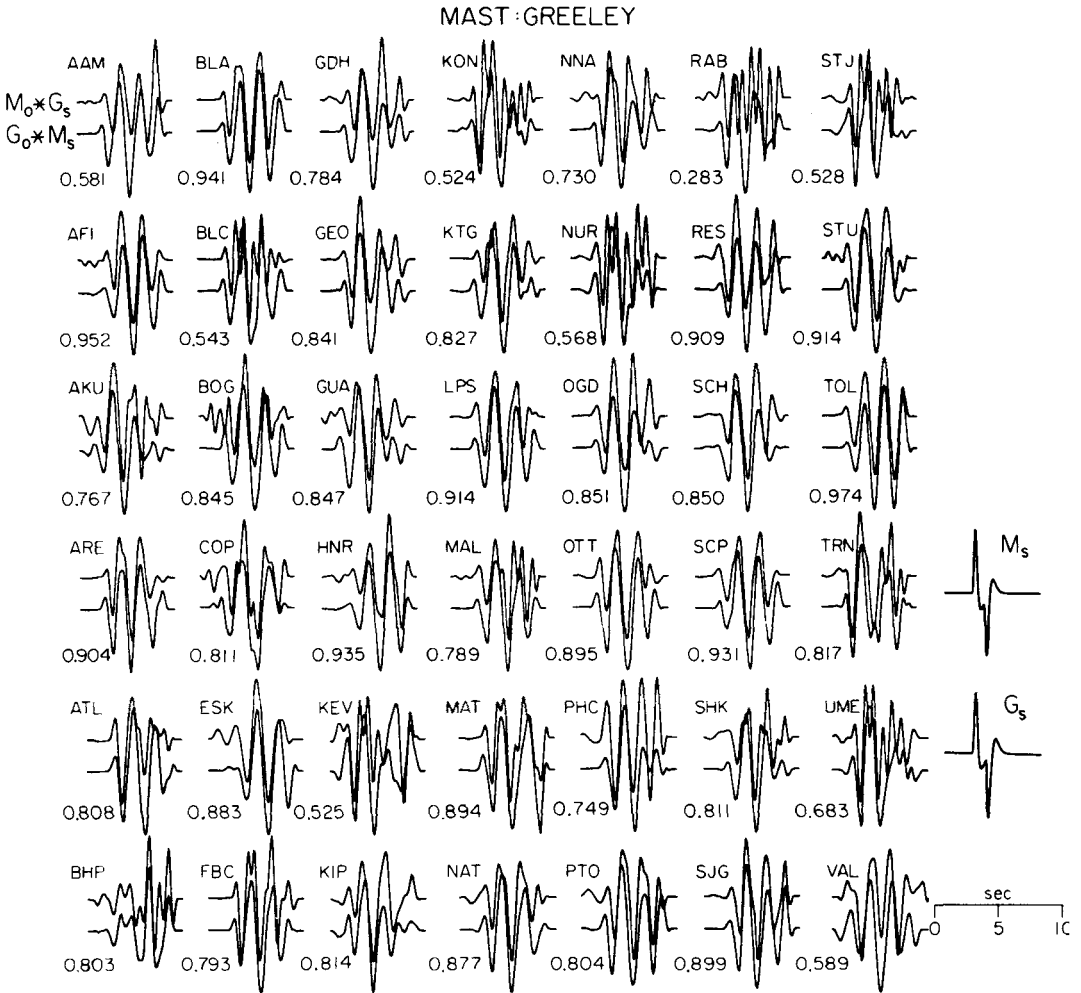 MAST:GREELEY
AAM BLA GDH KON NNA RAB STJ
Mo*Gs
Go*Ms
0.581 0.941 0.784 0.524 0.730 0.283 0.528
AFI BLC GEO KTG NUR RES STU
0.952 0.543 0.841 0.827 0.568 0.909 0.914
AKU BOG GUA LPS OGD SCH TOL
0.767 0.845 0.847 0.914 0.851 0.850 0.974
ARE COP HNR MAL OTT SCP TRN Ms
0.904 0.811 0.935 0.789 0.895 0.931 0.817
ATL ESK KEV MAT PHC SHK UME Gs
0.808 0.883 0.525 0.894 0.749 0.811 0.683
BHP FBC KIP NAT PTO SJG VAL
sec
0 5 10
0.803 0.793 0.814 0.877 0.804 0.899 0.589